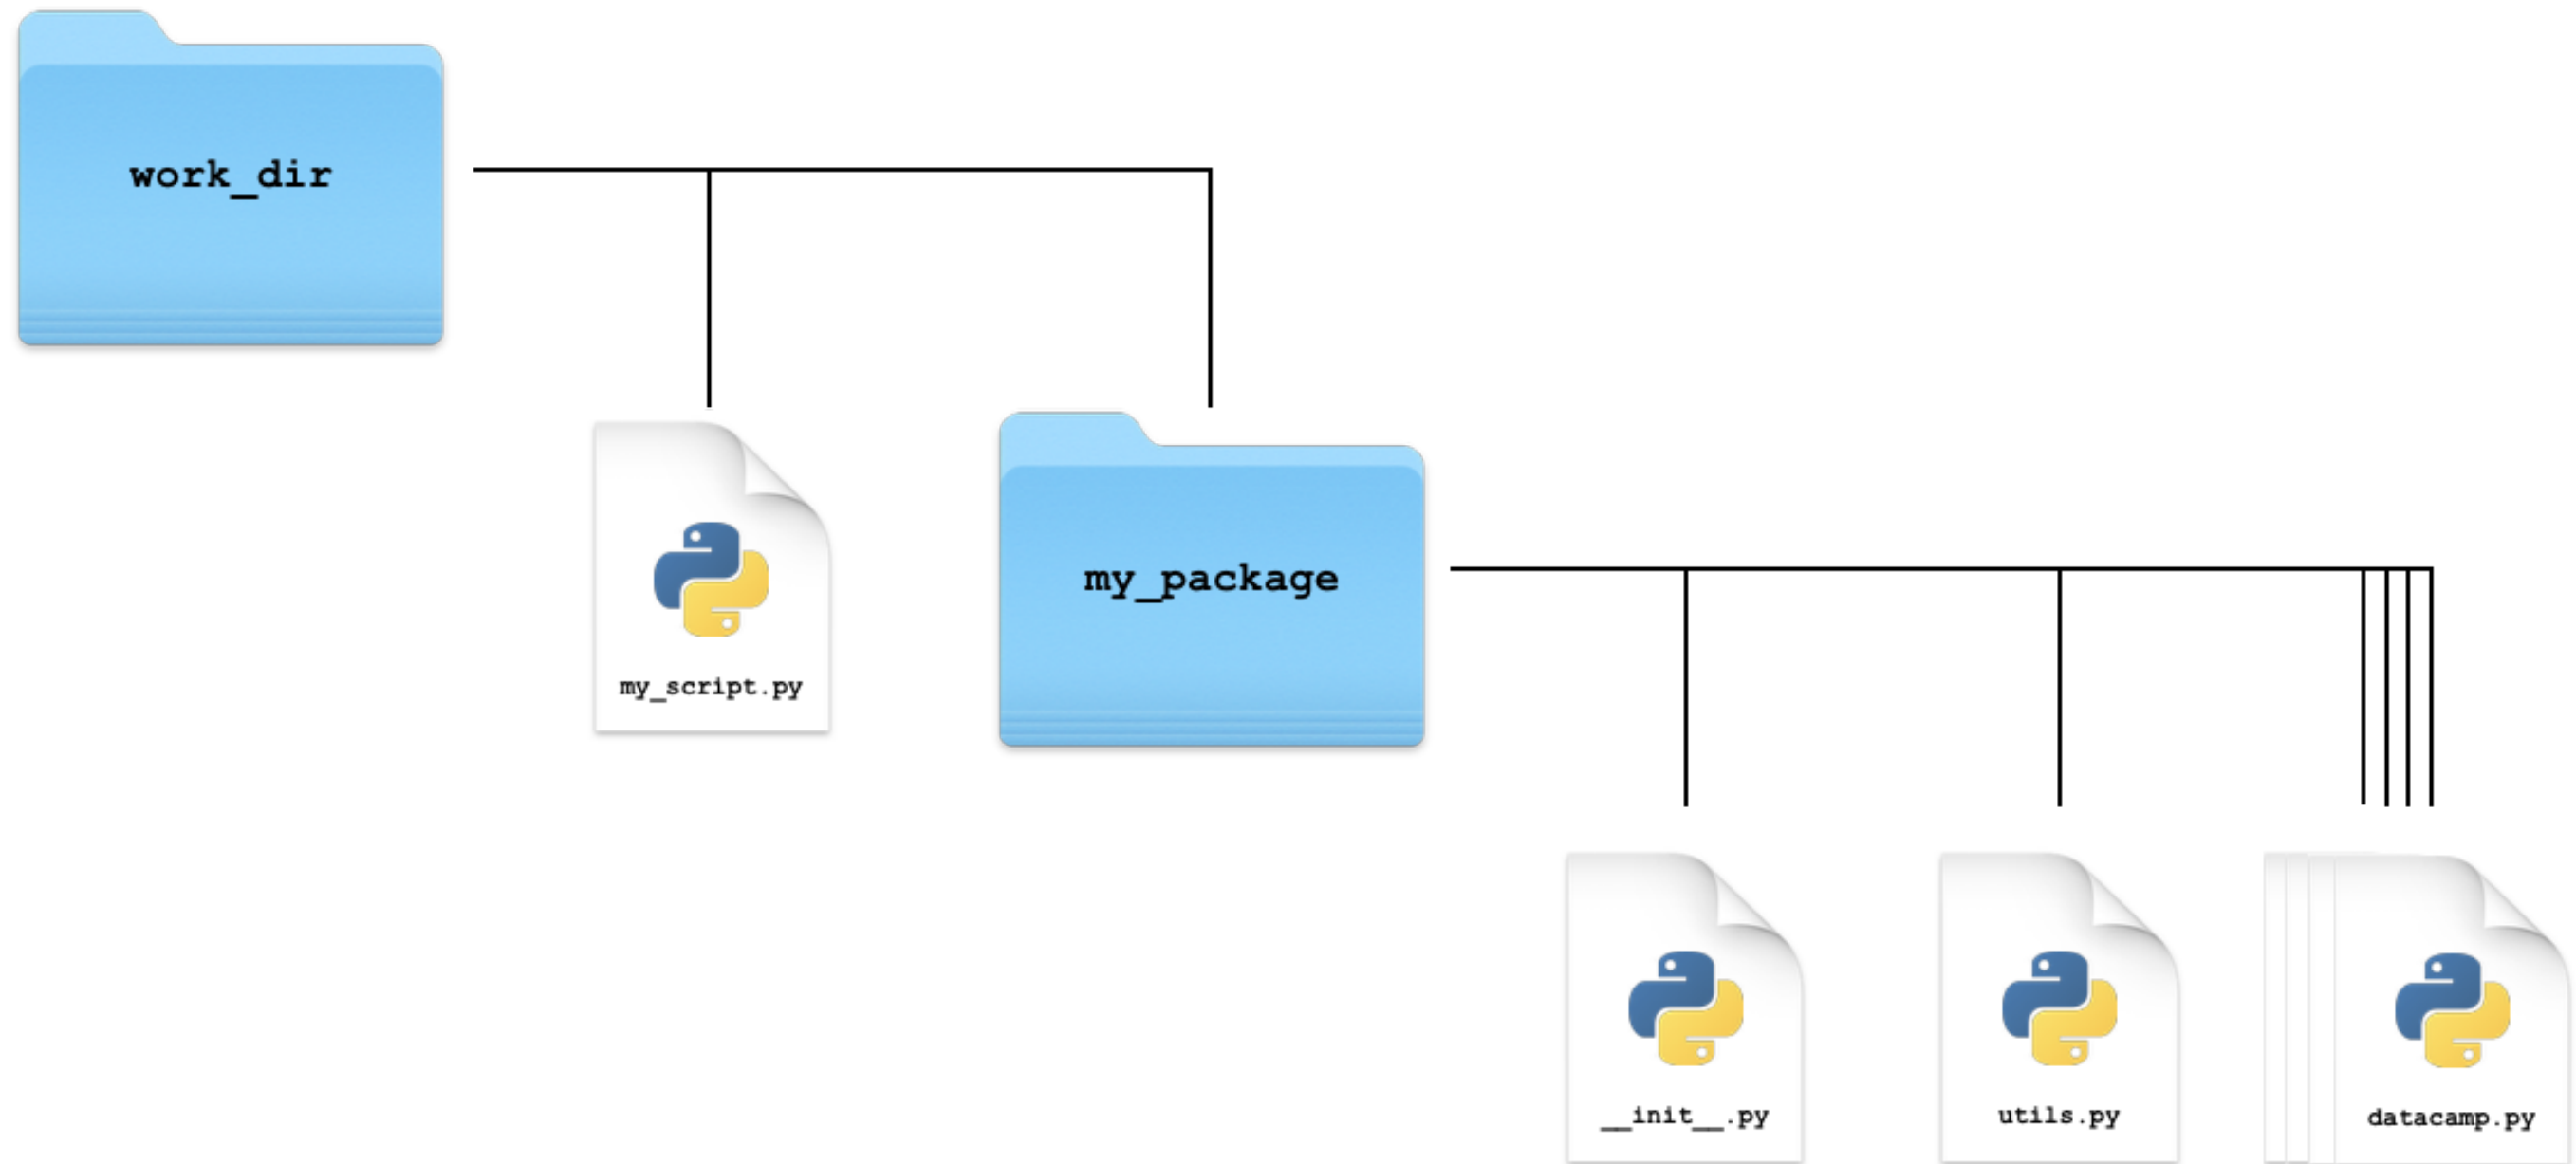 work_dir
my_script.py
my_package
__init__.py
utils.py
datacamp.py